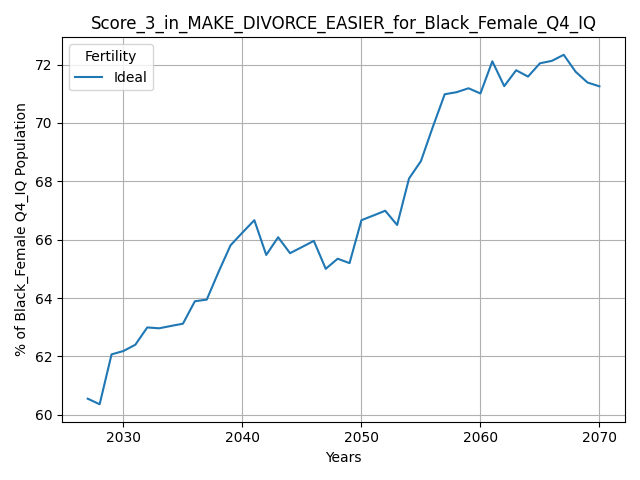 Score_3_in_MAKE_DIVORCE_EASIER_for_Black_Female_Q4_IQ
Fertility
Ideal
% of Black_Female Q4_IQ Population
72
70
68
66
64
62
60
2030
2040
2050
2060
2070
Years